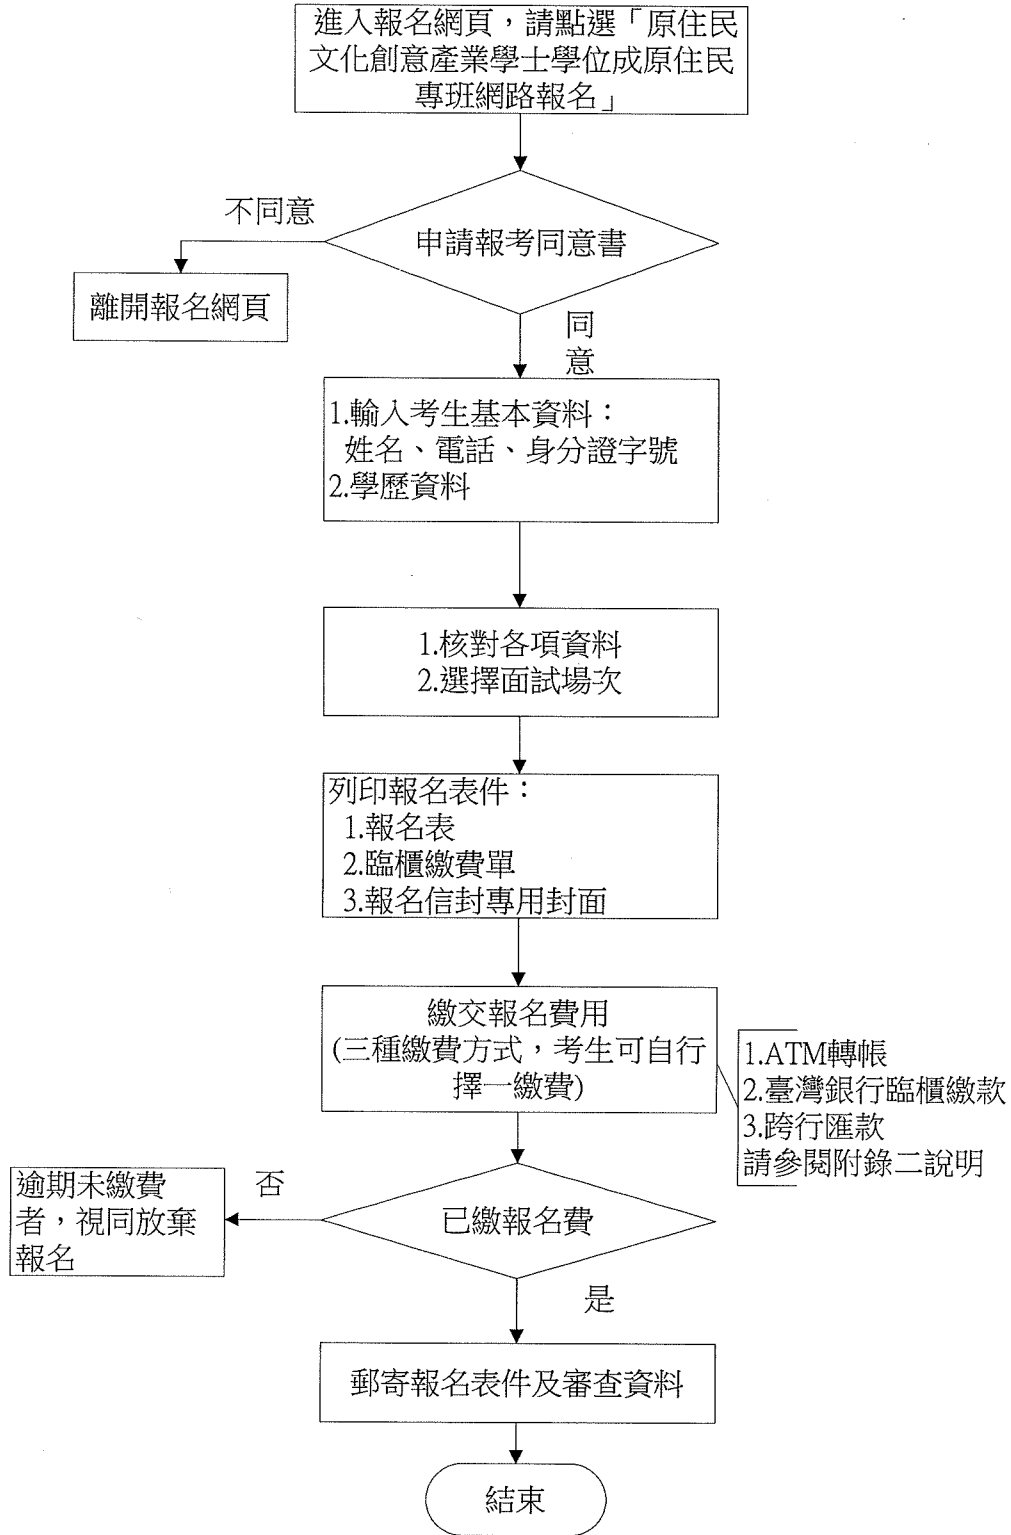 進入報名網頁，請點選「原住民
文化創意產業學士學位成原住民
專班網路報名」
申請報考同意書
不同意
離開報名網頁
同
意
1.輸入考生基本資料：
姓名、電話、身分證字號
2.學歷資料
1.核對各項資料
2.選擇面試場次
列印報名表件：
1.報名表
2.臨櫃繳費單
3.報名信封專用封面
繳交報名費用
(三種繳費方式，考生可自行
擇一繳費)
1.ATM轉帳
2.臺灣銀行臨櫃繳款
3.跨行匯款
請參閱附錄二說明
已繳報名費
否
逾期未繳費
者，視同放棄
報名
是
郵寄報名表件及審查資料
結束